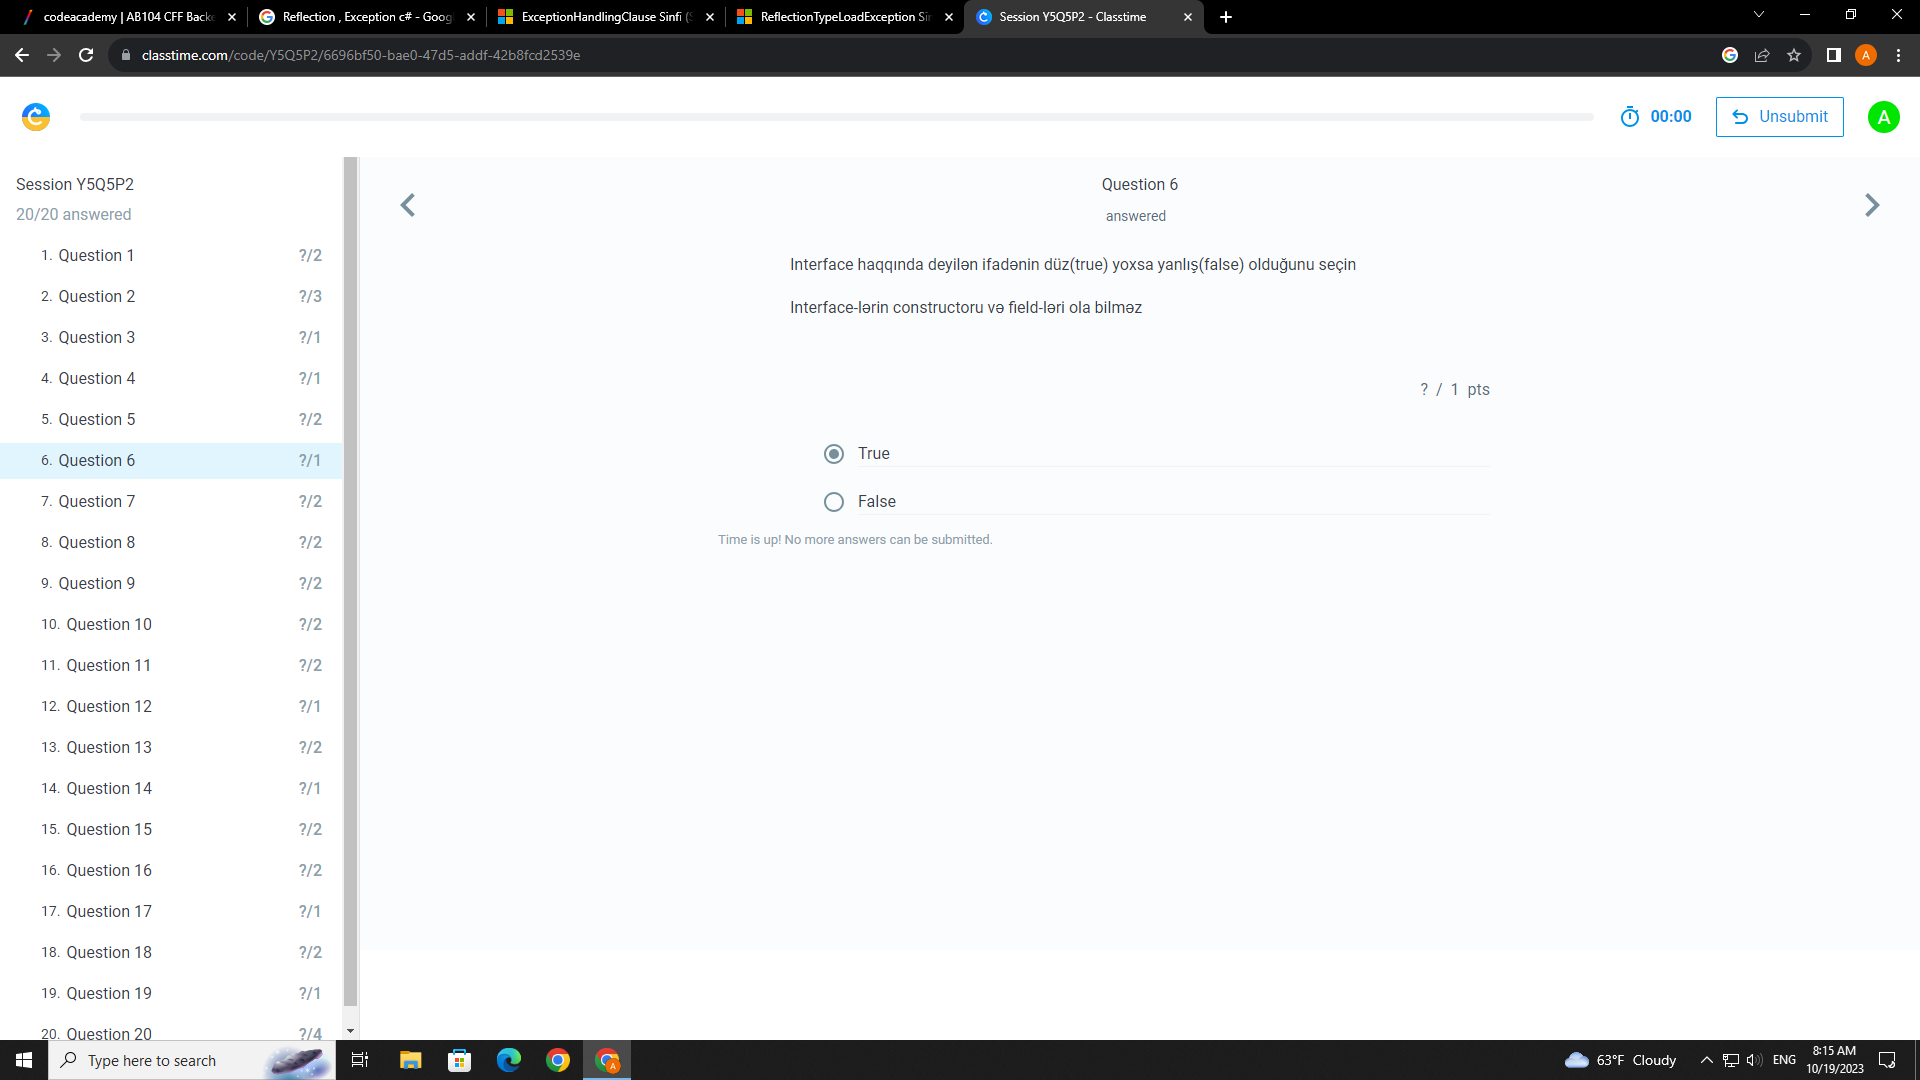 codeacademy | AB104 CFF Backe
Reflection , Exception c# - Goog
ExceptionHandlingClause Sinfi (S
ReflectionTypeLoadException Sin
Session Y5Q5P2 - Classtime
classtime.com/code/Y5Q5P2/6696bf50-bae0-47d5-addf-42b8fcd2539e
A
00:00
Unsubmit
A
Session Y5Q5P2
20/20 answered
1. Question 1 ?/2
2. Question 2 ?/3
3. Question 3 ?/1
4. Question 4 ?/1
5. Question 5 ?/2
6. Question 6 ?/1
7. Question 7 ?/2
8. Question 8 ?/2
9. Question 9 ?/2
10. Question 10 ?/2
11. Question 11 ?/2
12. Question 12 ?/1
13. Question 13 ?/2
14. Question 14 ?/1
15. Question 15 ?/2
16. Question 16 ?/2
17. Question 17 ?/1
18. Question 18 ?/2
19. Question 19 ?/1
20. Question 20 ?/4
Question 6
answered
Interface haqqında deyilən ifadənin düz(true) yoxsa yanlış(false) olduğunu seçin
Interface-lərin constructoru və field-ləri ola bilməz
? / 1 pts
True
False
Time is up! No more answers can be submitted.
Type here to search
A
63°F Cloudy
ENG
8:15 AM
10/19/2023